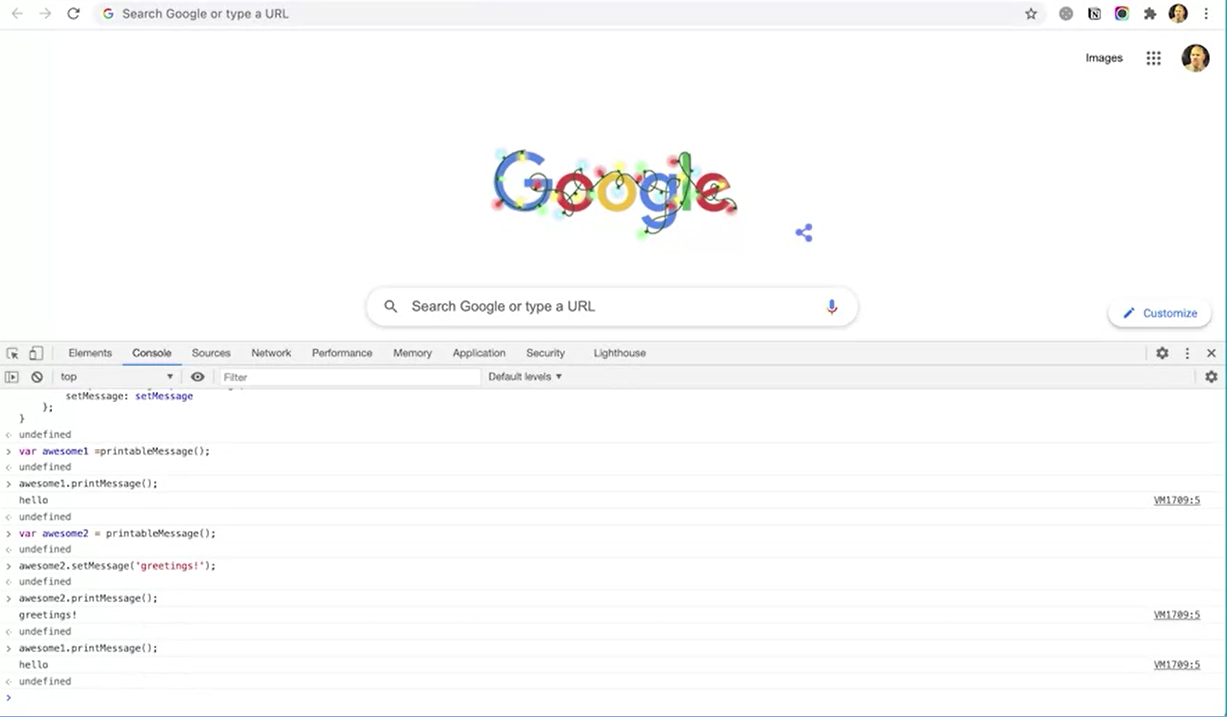 Search Google or type a URL
Images
Google
Search Google or type a URL
Customize
Elements Console Sources Network Performance Memory Application Security Lighthouse
top Filter Default levels
setMessage: setMessage
};
}
undefined
var awesome1 =printableMessage();
undefined
awesome1.printMessage();
hello VM1709:5
undefined
var awesome2 = printableMessage();
undefined
awesome2.setMessage('greetings!');
undefined
awesome2.printMessage();
greetings! VM1709:5
undefined
awesome1.printMessage();
hello VM1709:5
undefined